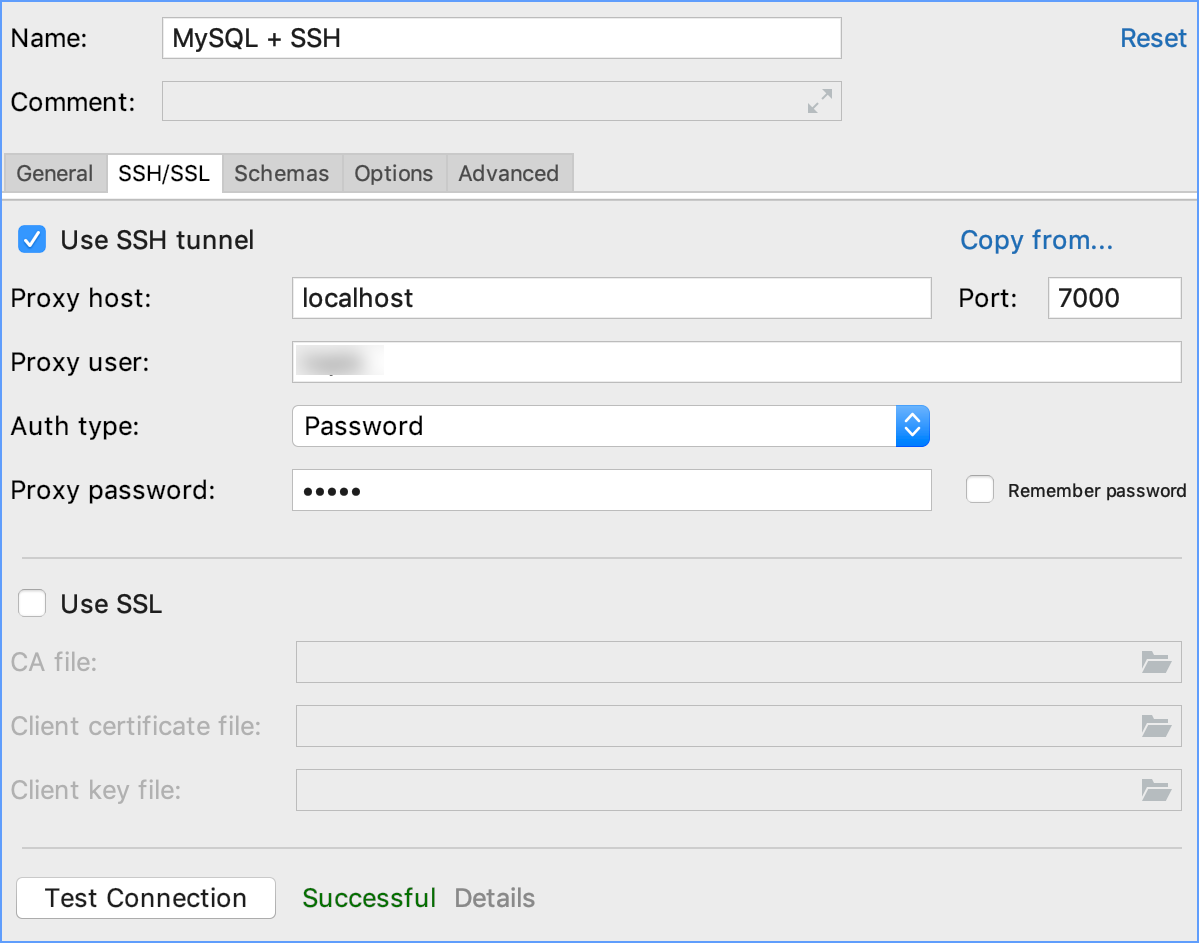 Name: MySQL + SSH Reset
Comment:
General SSH/SSL Schemas Options Advanced
Use SSH tunnel Copy from...
Proxy host: localhost Port: 7000
Proxy user:
Auth type: Password
Proxy password: ••••• Remember password
Use SSL
CA file:
Client certificate file:
Client key file:
Test Connection Successful Details